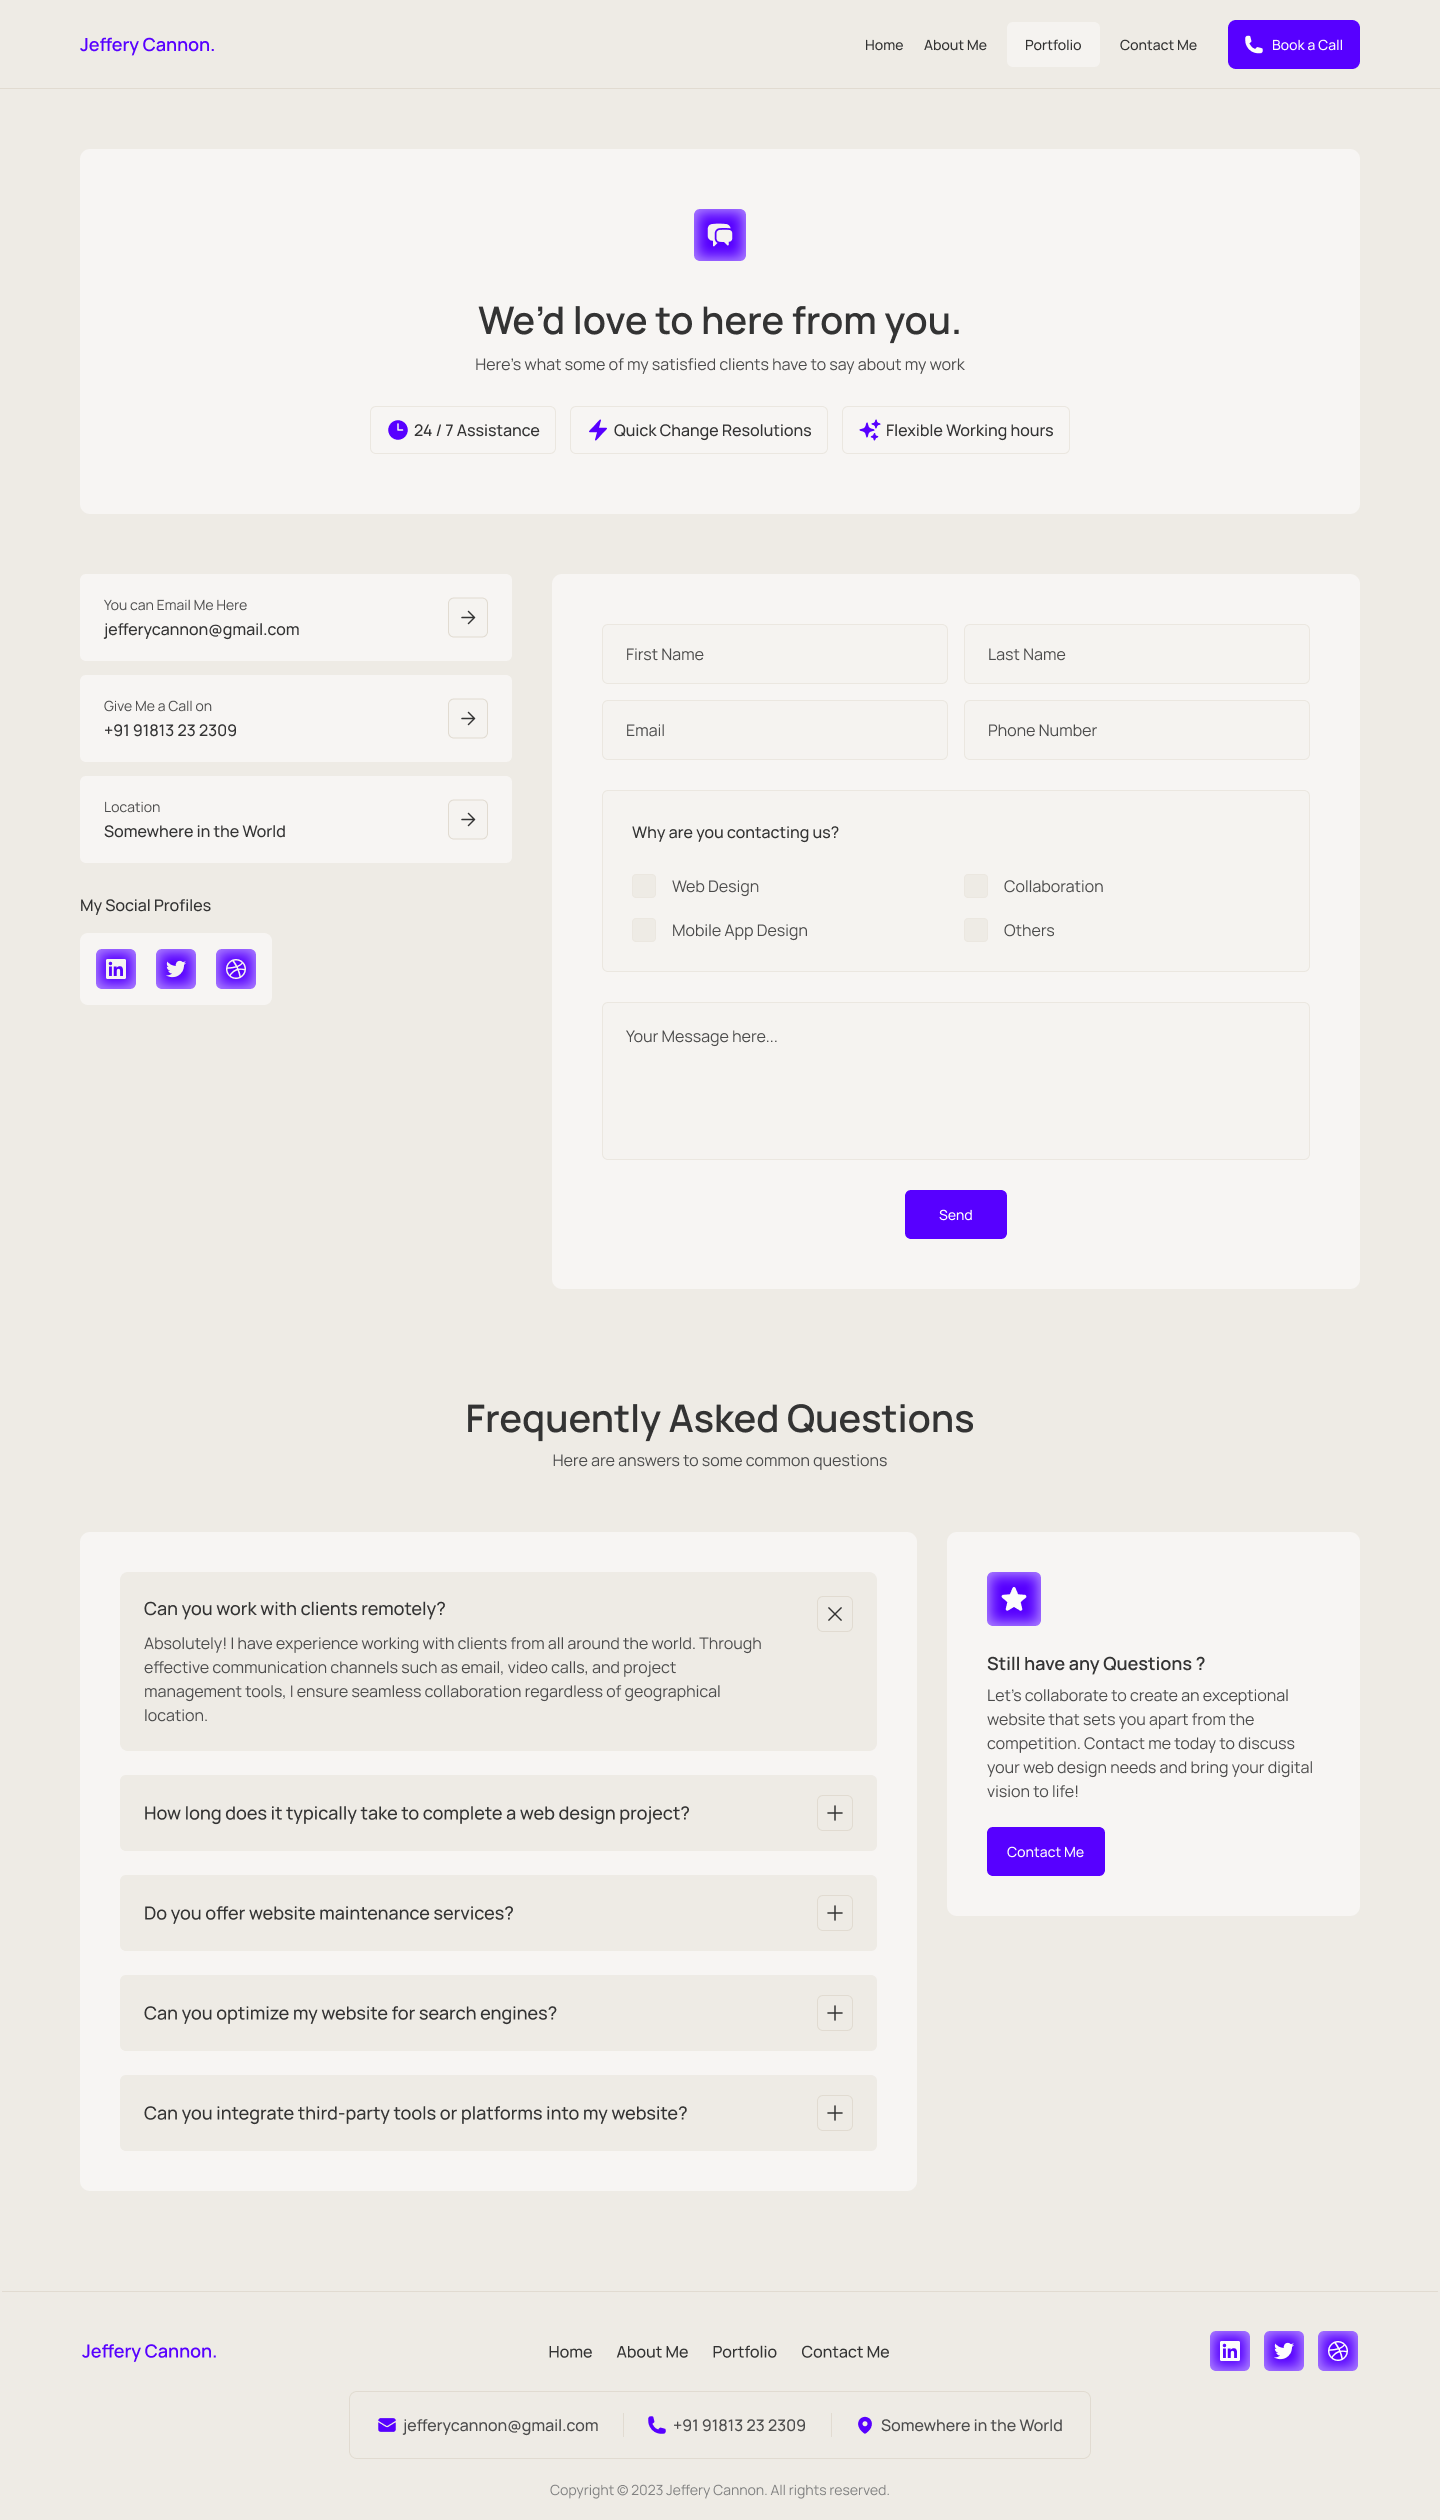 Jeffery Cannon.
Home
About Me
Portfolio
Contact Me
Book a Call
We'd love to here from you.
Here's what some of my satisfied clients have to say about my work
24 / 7 Assistance
Quick Change Resolutions
Flexible Working hours
You can Email Me Here
jefferycannon@gmail.com
Give Me a Call on
+91 91813 23 2309
Location
Somewhere in the World
My Social Profiles
First Name
Last Name
Email
Phone Number
Why are you contacting us?
Web Design
Collaboration
Mobile App Design
Others
Your Message here...
Send
Frequently Asked Questions
Here are answers to some common questions
Can you work with clients remotely?
Absolutely! I have experience working with clients from all around the world. Through
effective communication channels such as email, video calls, and project
management tools, I ensure seamless collaboration regardless of geographical
location.
How long does it typically take to complete a web design project?
Do you offer website maintenance services?
Can you optimize my website for search engines?
Can you integrate third-party tools or platforms into my website?
Still have any Questions ?
Let's collaborate to create an exceptional
website that sets you apart from the
competition. Contact me today to discuss
your web design needs and bring your digital
vision to life!
Contact Me
Jeffery Cannon.
Home
About Me
Portfolio
Contact Me
jefferycannon@gmail.com
+91 91813 23 2309
Somewhere in the World
Copyright © 2023 Jeffery Cannon. All rights reserved.